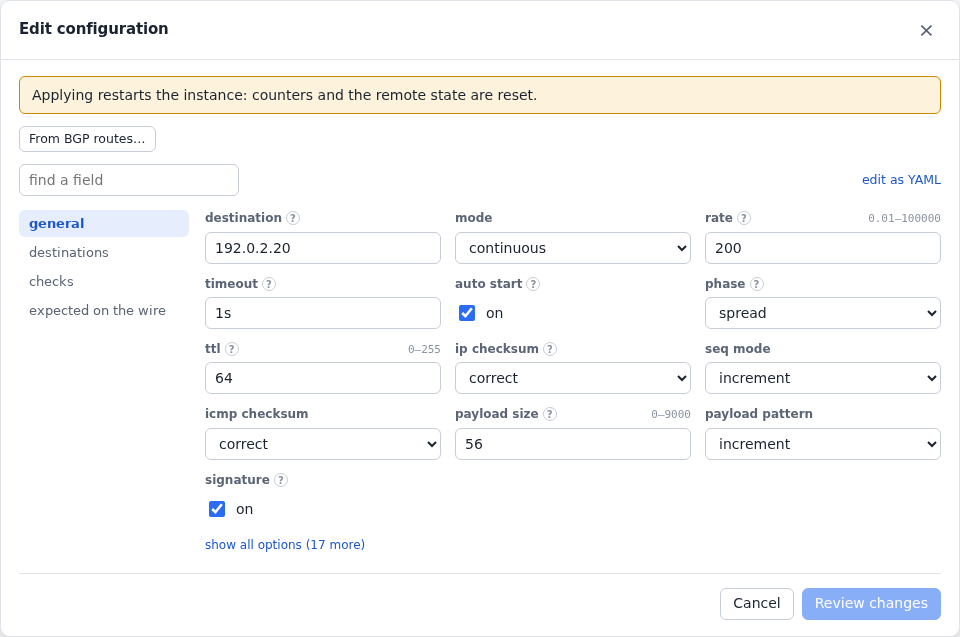 Edit configuration
×
Applying restarts the instance: counters and the remote state are reset.
From BGP routes...
find a field
edit as YAML
general
destinations
checks
expected on the wire
destination ?
192.0.2.20
mode
continuous
rate ? 0.01–100000
200
timeout ?
1s
auto start ?
on
phase ?
spread
ttl ? 0–255
64
ip checksum ?
correct
seq mode
increment
icmp checksum
correct
payload size ? 0–9000
56
payload pattern
increment
signature ?
on
show all options (17 more)
Cancel
Review changes